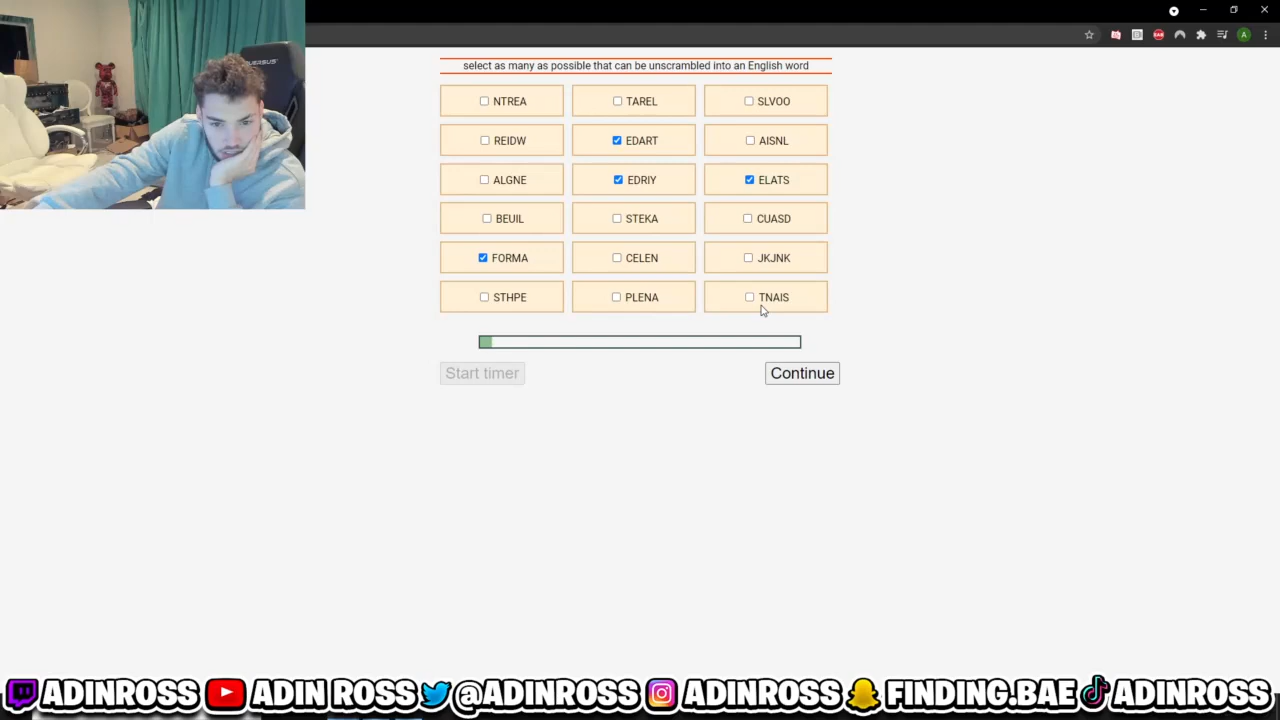 select as many as possible that can be unscrambled into an English word
NTREA TAREL SLVOO
REIDW EDART AISNL
ALGNE EDRIY ELATS
BEUIL STEKA CUASD
FORMA CELEN JKJNK
STHPE PLENA TNAIS
Start timer Continue
ADINROSS ADIN ROSS @ADINROSS ADINROSS FINDING.BAE ADINROSS